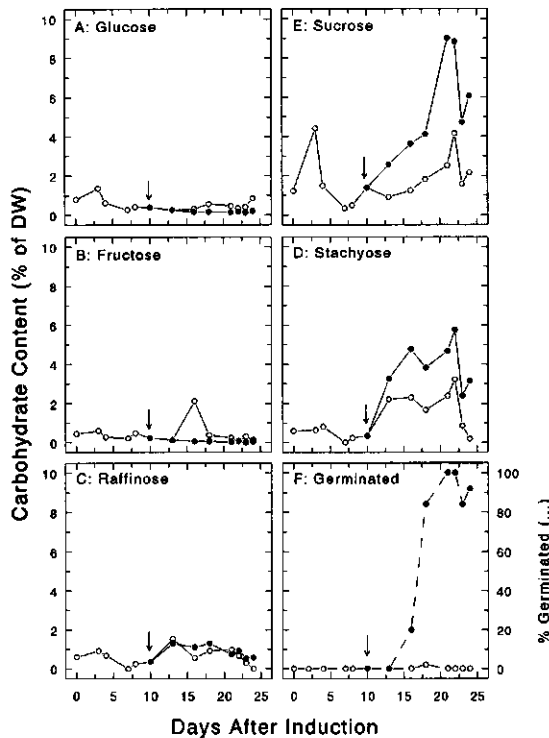 A: Glucose
E: Sucrose
B: Fructose
D: Stachyose
C: Raffinose
F: Germinated
Carbohydrate Content (% of DW)
10
8
6
4
2
0
10
8
6
4
2
0
10
8
6
4
2
0
100
80
60
40
20
0
% Germinated (...)
0 5 10 15 20 25 0 5 10 15 20 25
Days After Induction